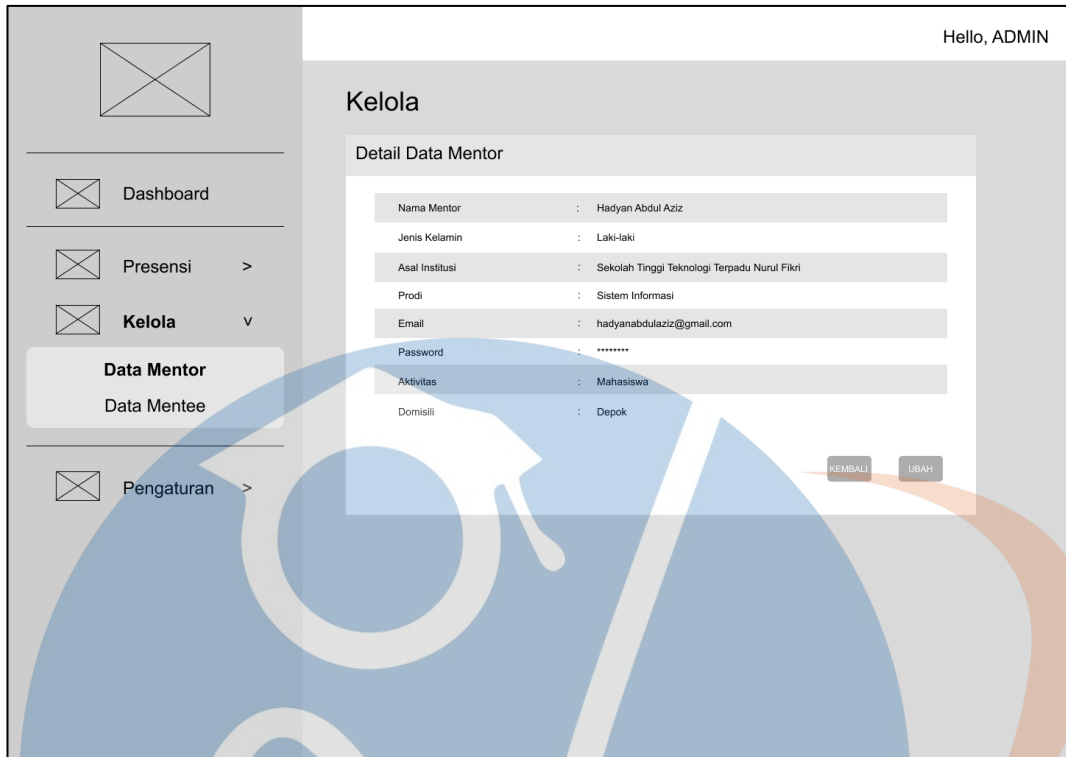 Hello, ADMIN
Dashboard
Presensi >
Kelola v
Data Mentor
Data Mentee
Pengaturan >
Kelola
Detail Data Mentor
Nama Mentor : Hadyan Abdul Aziz
Jenis Kelamin : Laki-laki
Asal Institusi : Sekolah Tinggi Teknologi Terpadu Nurul Fikri
Prodi : Sistem Informasi
Email : hadyanabdulaziz@gmail.com
Password : ********
Aktivitas : Mahasiswa
Domisili : Depok
KEMBALI UBAH